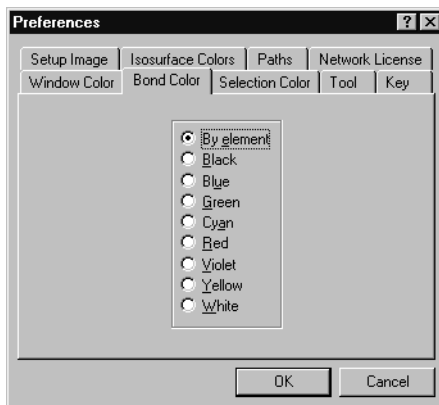 Preferences
Setup Image Isosurface Colors Paths Network License
Window Color Bond Color Selection Color Tool Key
By element
Black
Blue
Green
Cyan
Red
Violet
Yellow
White
OK Cancel